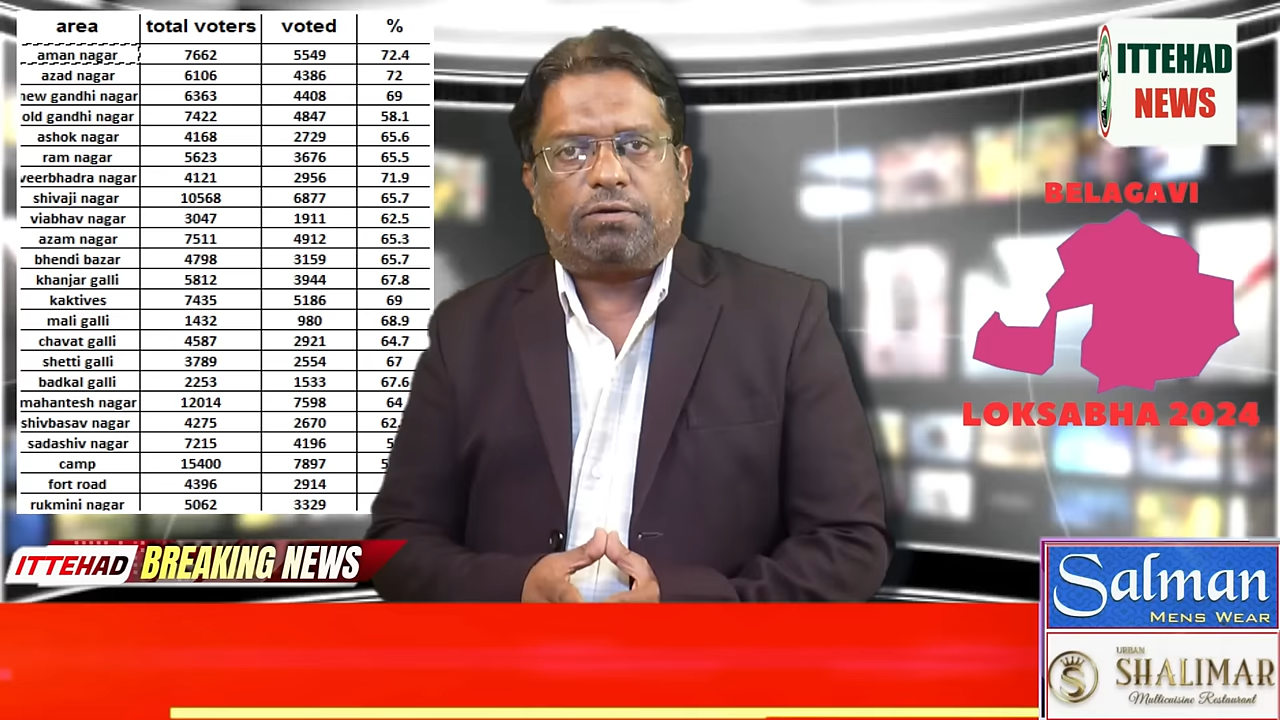 area total voters voted %
aman nagar 7662 5549 72.4
azad nagar 6106 4386 72
new gandhi nagar 6363 4408 69
old gandhi nagar 7422 4847 58.1
ashok nagar 4168 2729 65.6
ram nagar 5623 3676 65.5
veerbhadra nagar 4121 2956 71.9
shivaji nagar 10568 6877 65.7
viabhav nagar 3047 1911 62.5
azam nagar 7511 4912 65.3
bhendi bazar 4798 3159 65.7
khanjar galli 5812 3944 67.8
kaktives 7435 5186 69
mali galli 1432 980 68.9
chavat galli 4587 2921 64.7
shetti galli 3789 2554 67
badkal galli 2253 1533 67.6
mahantesh nagar 12014 7598 64
shivbasav nagar 4275 2670
sadashiv nagar 7215 4196
camp 15400 7897
fort road 4396 2914
rukmini nagar 5062 3329
ITTEHAD
NEWS
BELAGAVI
LOKSABHA 2024
ITTEHAD BREAKING NEWS
Salman
MENS WEAR
URBAN
SHALIMAR
Multicuisine Restaurant